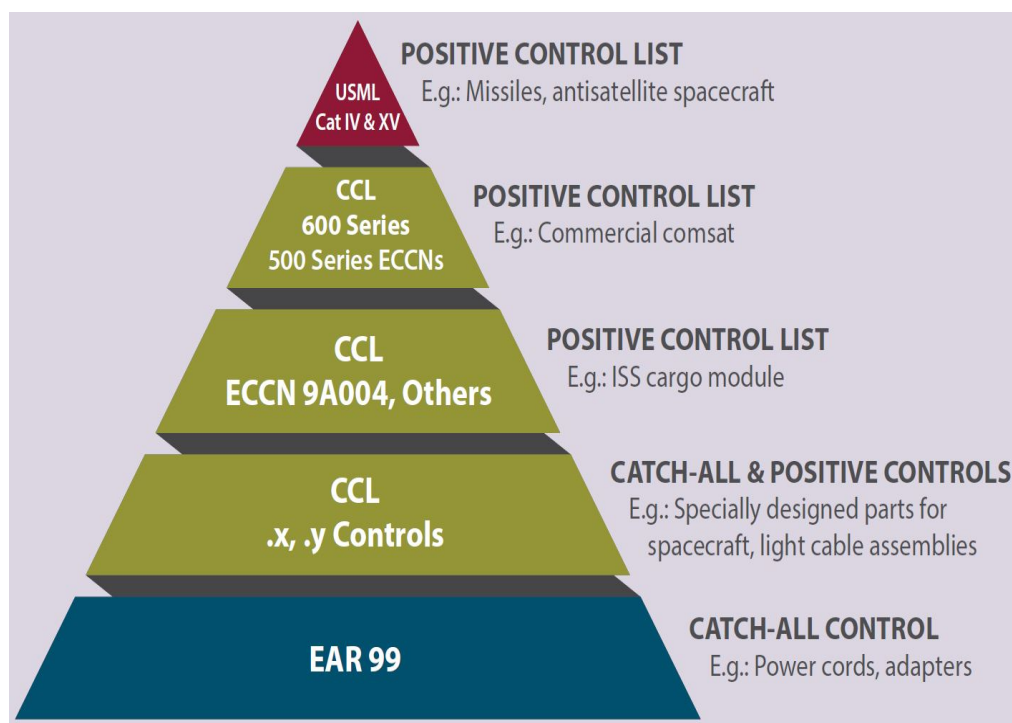 POSITIVE CONTROL LIST
E.g.: Missiles, antisatellite spacecraft
USML
Cat IV & XV
POSITIVE CONTROL LIST
E.g.: Commercial comsat
CCL
600 Series
500 Series ECCNs
POSITIVE CONTROL LIST
E.g.: ISS cargo module
CCL
ECCN 9A004, Others
CATCH-ALL & POSITIVE CONTROLS
E.g.: Specially designed parts for
spacecraft, light cable assemblies
CCL
.x, .y Controls
CATCH-ALL CONTROL
E.g.: Power cords, adapters
EAR 99